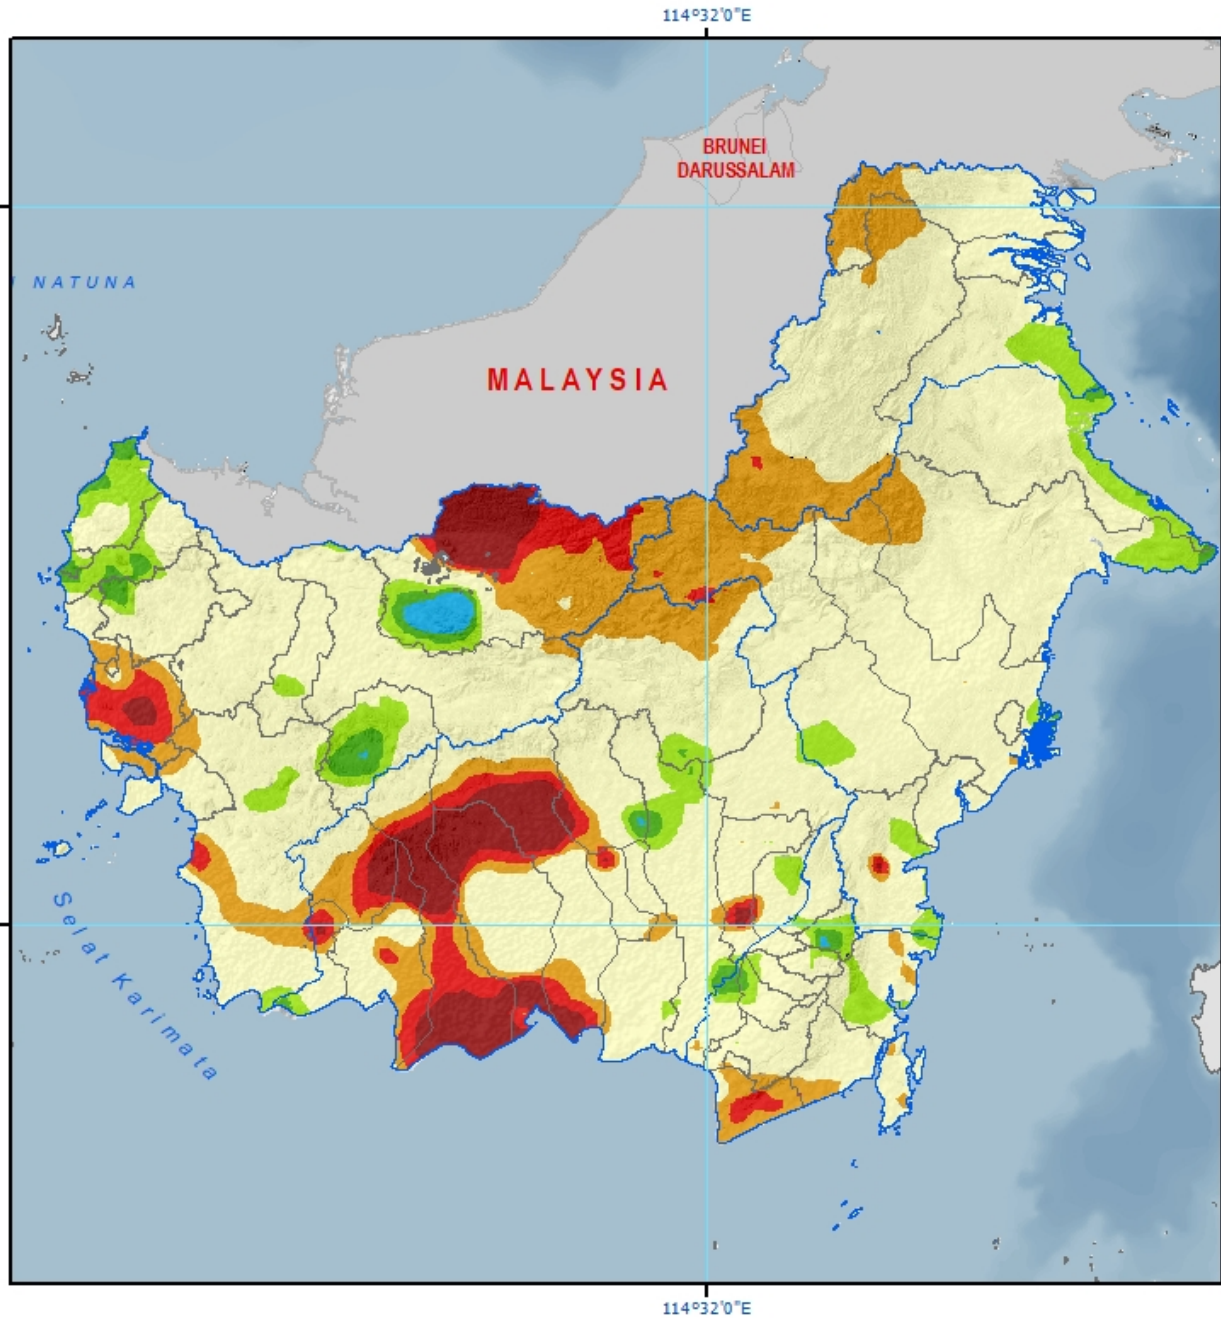 114°32'0"E
BRUNEI
DARUSSALAM
NATUNA
MALAYSIA
Selat Karimata
114°32'0"E